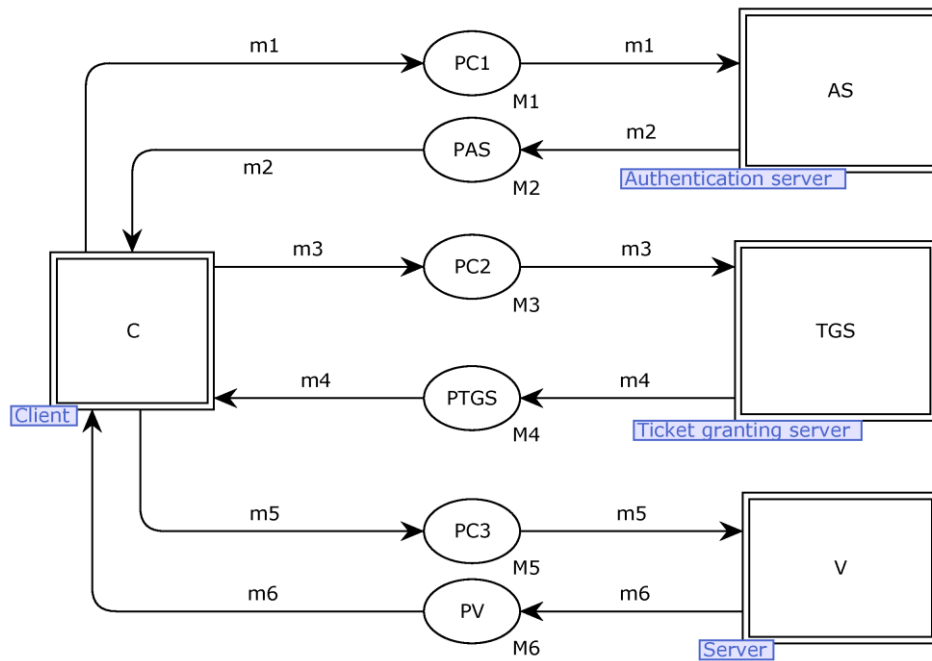 m1
PC1
m1
M1
AS
m2
PAS
m2
M2
Authentication server
m3
PC2
m3
M3
C
TGS
m4
PTGS
m4
M4
Client
Ticket granting server
m5
PC3
m5
M5
V
m6
PV
m6
M6
Server